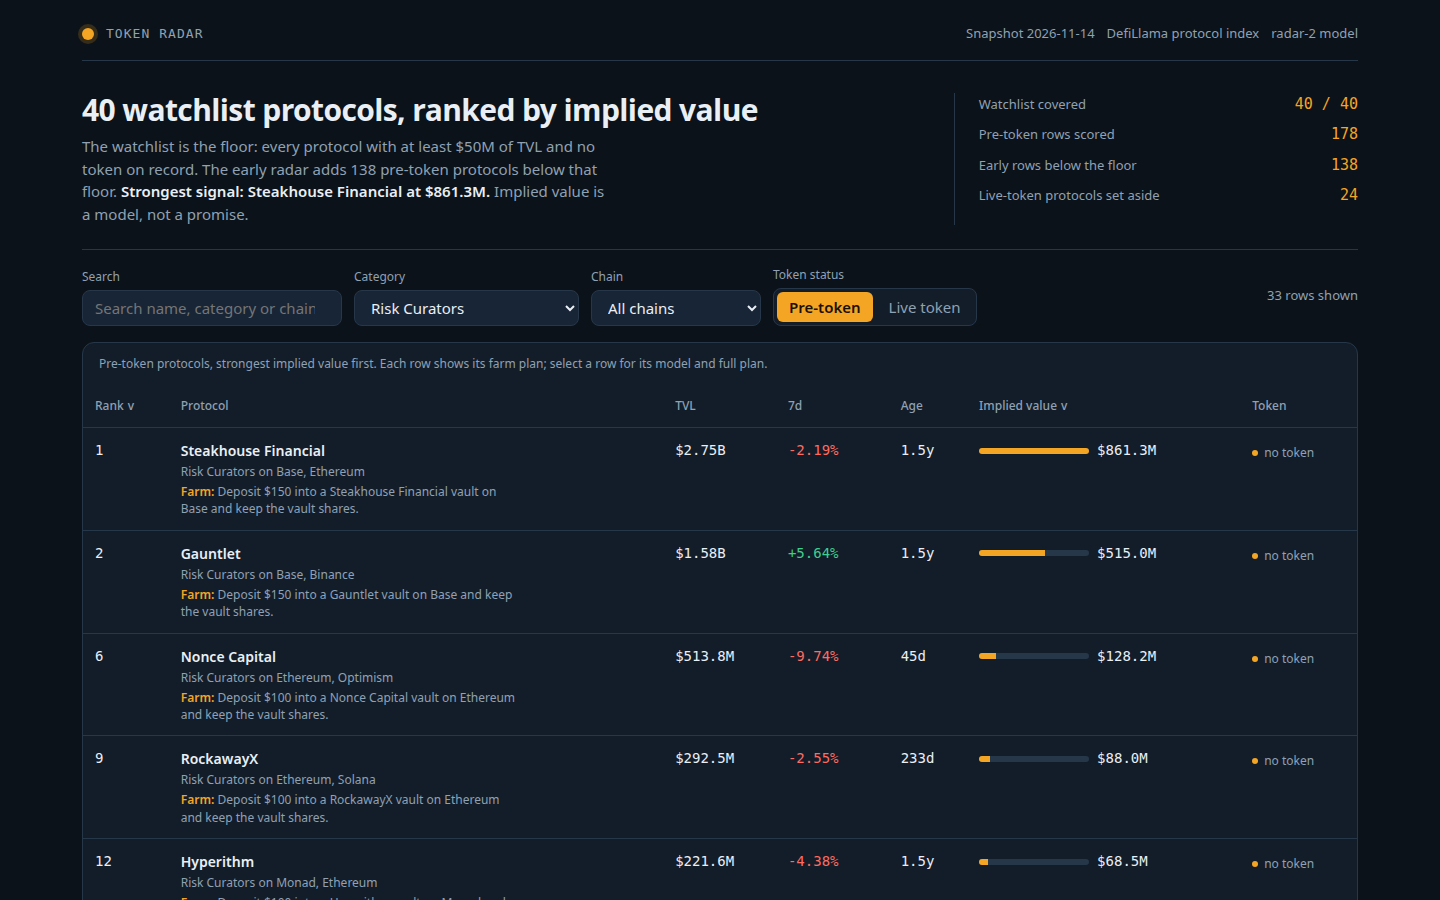 TOKEN RADAR
Snapshot 2026-11-14 DefiLlama protocol index radar-2 model
40 watchlist protocols, ranked by implied value
The watchlist is the floor: every protocol with at least $50M of TVL and no
token on record. The early radar adds 138 pre-token protocols below that
floor. Strongest signal: Steakhouse Financial at $861.3M. Implied value is
a model, not a promise.
Watchlist covered 40 / 40
Pre-token rows scored 178
Early rows below the floor 138
Live-token protocols set aside 24
Search Category Chain Token status
Search name, category or chain Risk Curators All chains Pre-token Live token
33 rows shown
Pre-token protocols, strongest implied value first. Each row shows its farm plan; select a row for its model and full plan.
Rank v Protocol TVL 7d Age Implied value v Token
1 Steakhouse Financial $2.75B -2.19% 1.5y $861.3M no token
Risk Curators on Base, Ethereum
Farm: Deposit $150 into a Steakhouse Financial vault on
Base and keep the vault shares.
2 Gauntlet $1.58B +5.64% 1.5y $515.0M no token
Risk Curators on Base, Binance
Farm: Deposit $150 into a Gauntlet vault on Base and keep
the vault shares.
6 Nonce Capital $513.8M -9.74% 45d $128.2M no token
Risk Curators on Ethereum, Optimism
Farm: Deposit $100 into a Nonce Capital vault on Ethereum
and keep the vault shares.
9 RockawayX $292.5M -2.55% 233d $88.0M no token
Risk Curators on Ethereum, Solana
Farm: Deposit $100 into a RockawayX vault on Ethereum
and keep the vault shares.
12 Hyperithm $221.6M -4.38% 1.5y $68.5M no token
Risk Curators on Monad, Ethereum